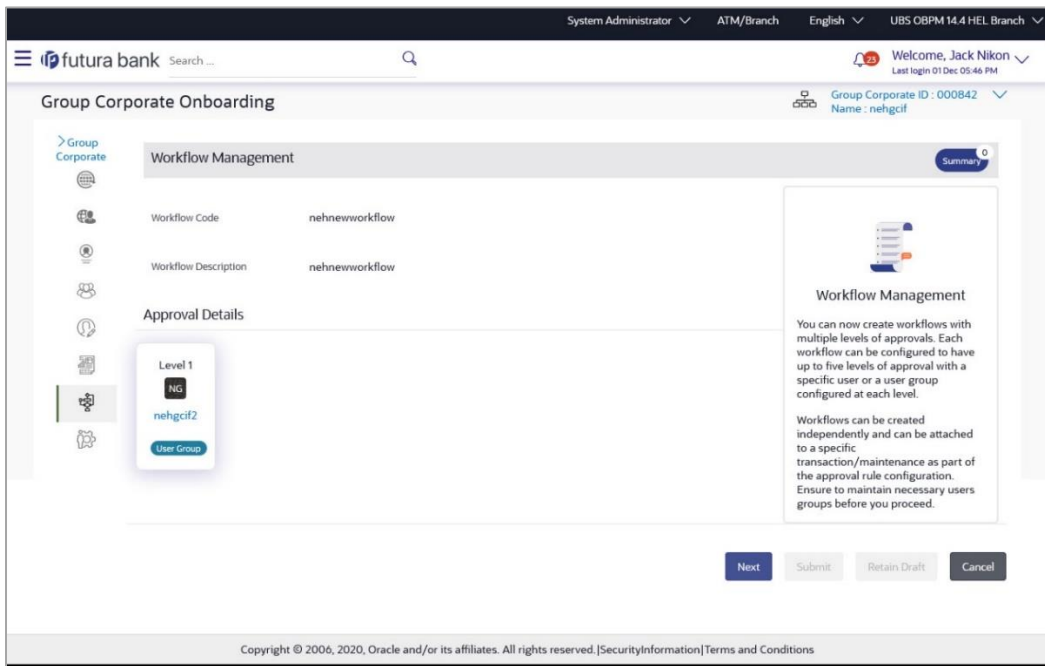 System Administrator ATM/Branch English UBS OBPM 14.4 HEL Branch
futura bank Search ... 23 Welcome, Jack Nikon
Last login 01 Dec 05:46 PM
Group Corporate Onboarding
Group Corporate ID : 000842
Name : nehgcif
Group
Corporate
Workflow Management
Summary 0
Workflow Code nehnewworkflow
Workflow Description nehnewworkflow
Approval Details
Level 1
NG
nehgcif2
User Group
Workflow Management
You can now create workflows with
multiple levels of approvals. Each
workflow can be configured to have
up to five levels of approval with a
specific user or a user group
configured at each level.
Workflows can be created
independently and can be attached
to a specific
transaction/maintenance as part of
the approval rule configuration.
Ensure to maintain necessary users
groups before you proceed.
Next Submit Retain Draft Cancel
Copyright © 2006, 2020, Oracle and/or its affiliates. All rights reserved.|SecurityInformation|Terms and Conditions